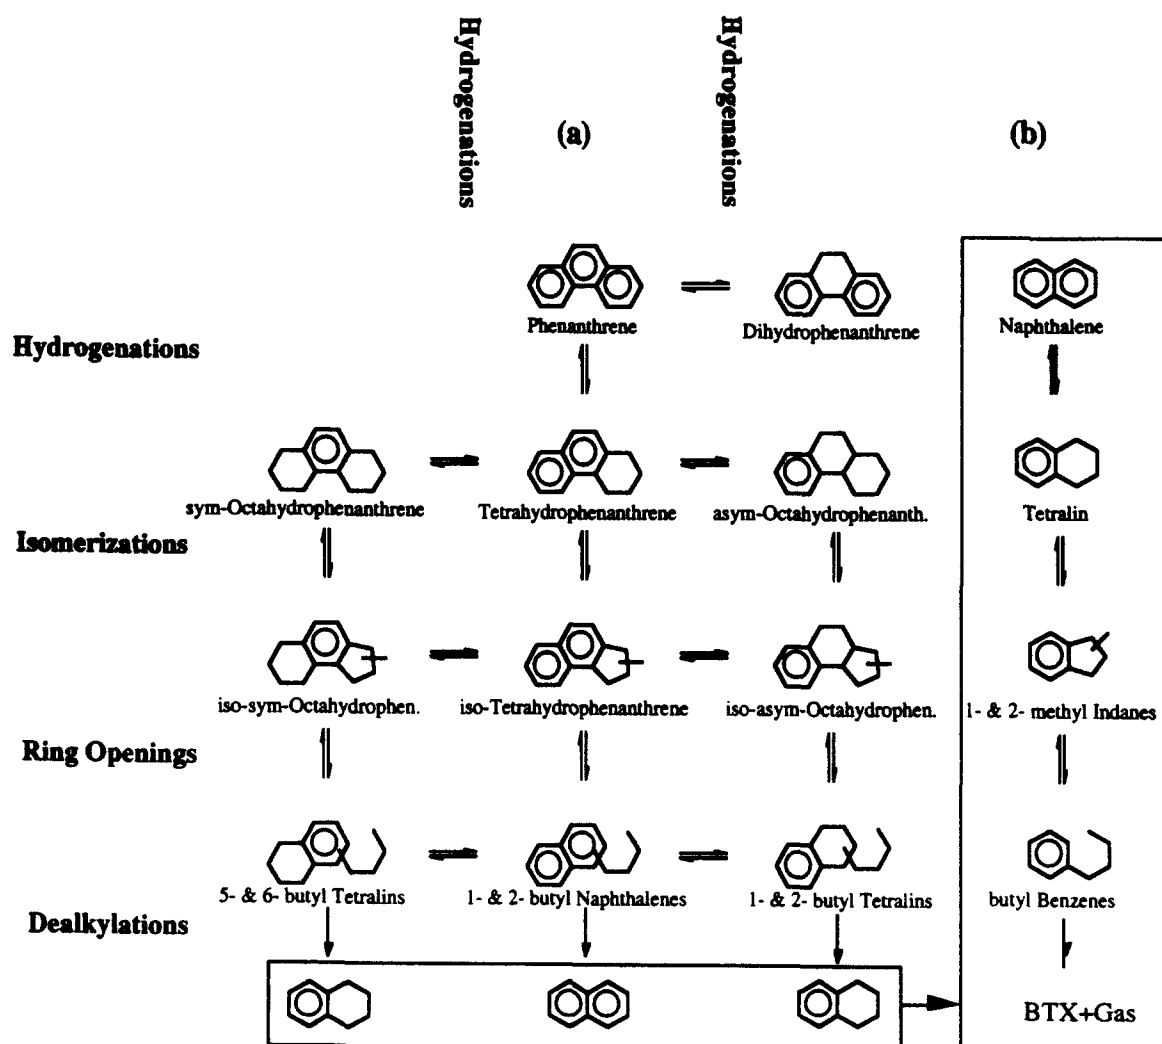 Hydrogenations
Hydrogenations
(a)
(b)
Phenanthrene
Dihydrophenanthrene
Naphthalene
Hydrogenations
sym-Octahydrophenanthrene
Tetrahydrophenanthrene
asym-Octahydrophenanth.
Tetralin
Isomerizations
iso-sym-Octahydrophen.
iso-Tetrahydrophenanthrene
iso-asym-Octahydrophen.
1- & 2- methyl Indanes
Ring Openings
5- & 6- butyl Tetralins
1- & 2- butyl Naphthalenes
1- & 2- butyl Tetralins
butyl Benzenes
Dealkylations
BTX+Gas